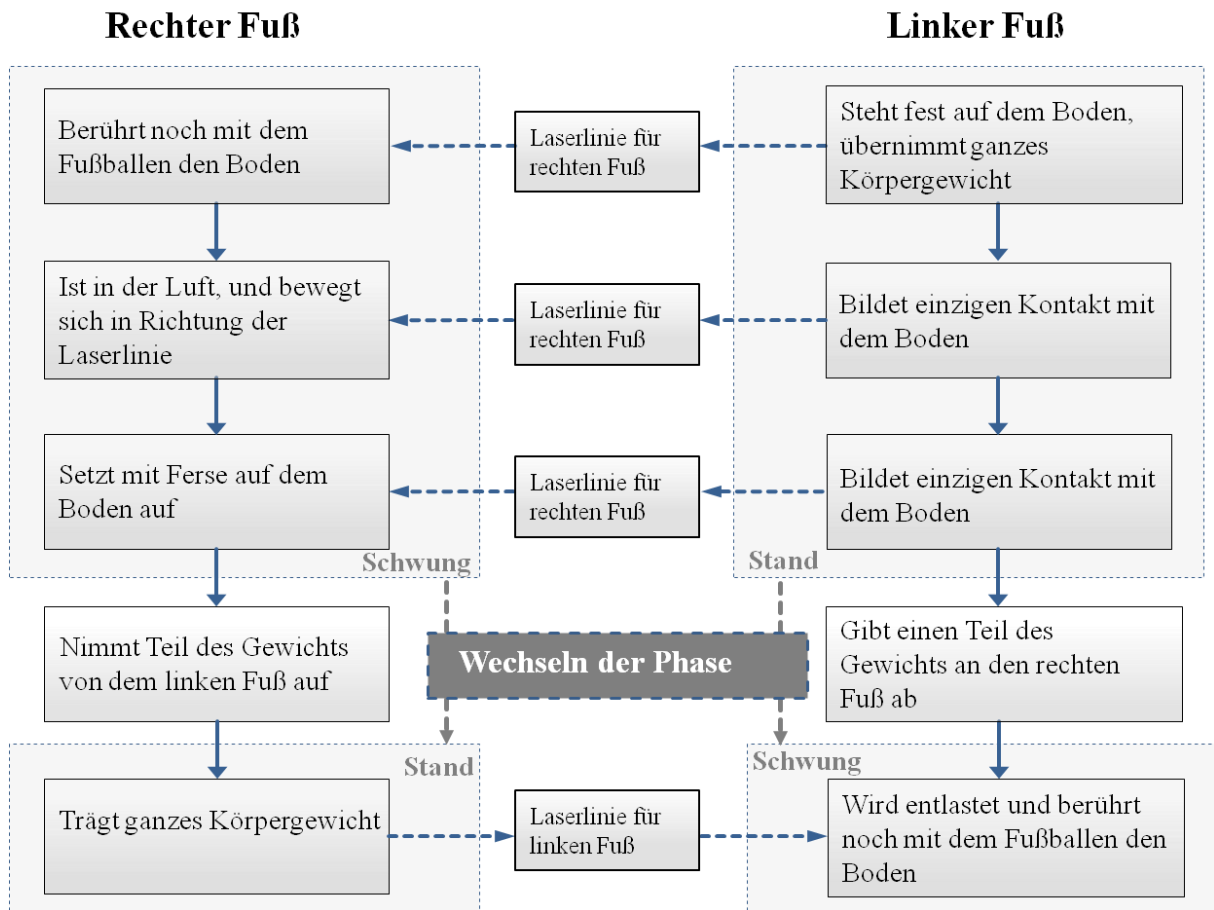 Rechter Fuß
Linker Fuß
Berührt noch mit dem
Fußballen den Boden
Laserlinie für
rechten Fuß
Steht fest auf dem Boden,
übernimmt ganzes
Körpergewicht
Ist in der Luft, und bewegt
sich in Richtung der
Laserlinie
Laserlinie für
rechten Fuß
Bildet einzigen Kontakt mit
dem Boden
Setzt mit Ferse auf dem
Boden auf
Laserlinie für
rechten Fuß
Bildet einzigen Kontakt mit
dem Boden
Schwung
Stand
Nimmt Teil des Gewichts
von dem linken Fuß auf
Wechseln der Phase
Gibt einen Teil des
Gewichts an den rechten
Fuß ab
Stand
Schwung
Trägt ganzes Körpergewicht
Laserlinie für
linken Fuß
Wird entlastet und berührt
noch mit dem Fußballen den
Boden